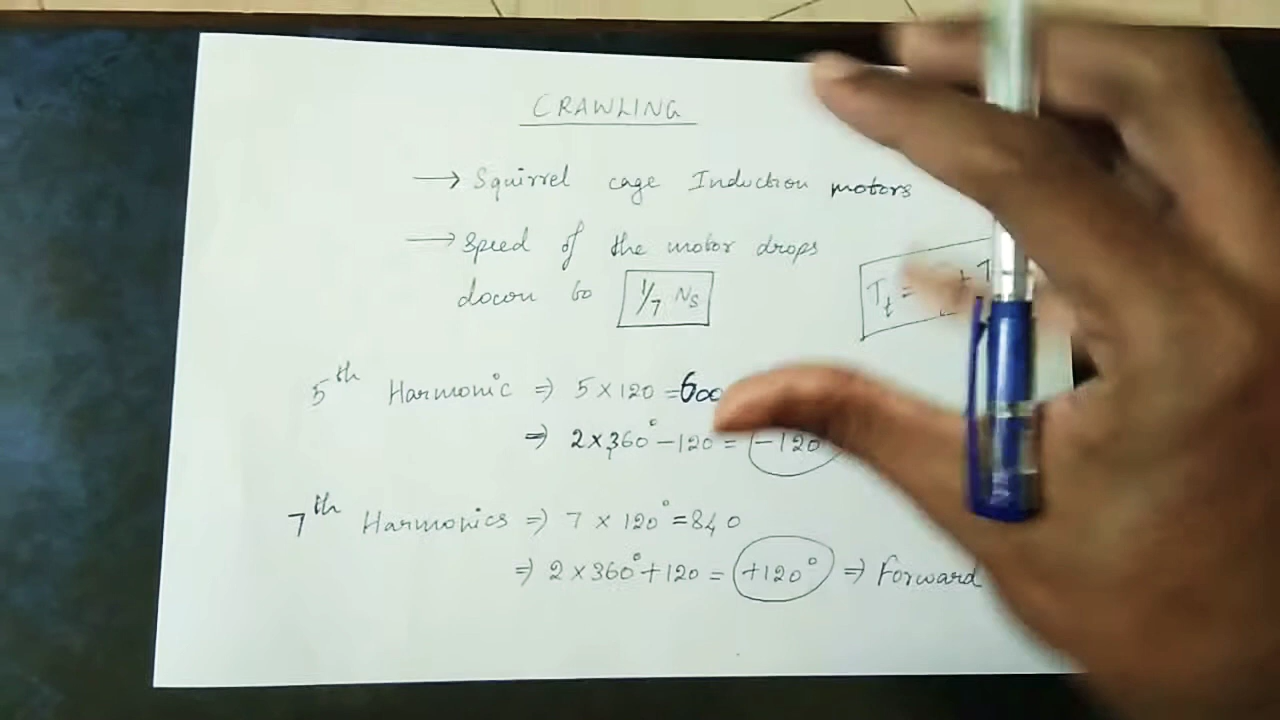 CRAWLING
→ Squirrel cage Induction motors
→ Speed of the motor drops
down to 1/7 Ns
Tt = + T
5th Harmonic ⇒ 5 × 120 = 600
⇒ 2×360° − 120 = −120
7th Harmonics ⇒ 7 × 120° = 840
⇒ 2 × 360° + 120 = +120° ⇒ Forward